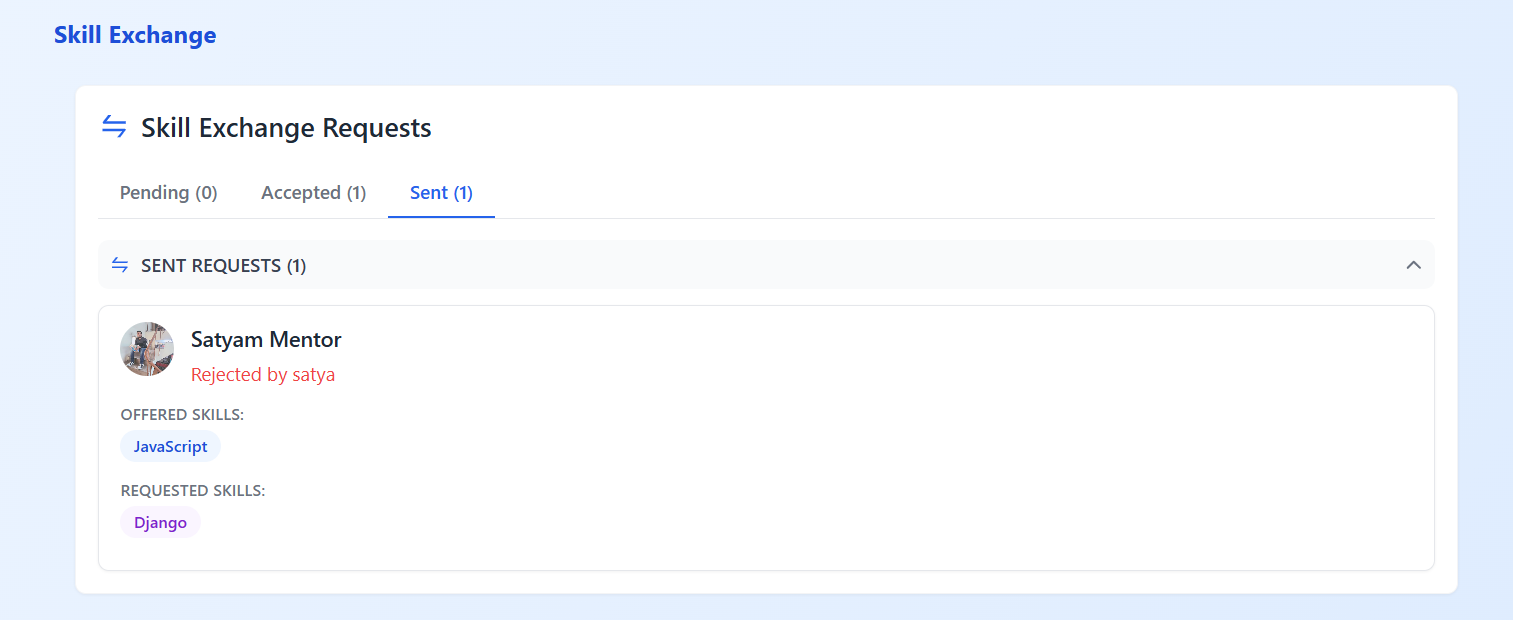 Skill Exchange
Skill Exchange Requests
Pending (0) Accepted (1) Sent (1)
SENT REQUESTS (1)
Satyam Mentor
Rejected by satya
OFFERED SKILLS:
JavaScript
REQUESTED SKILLS:
Django